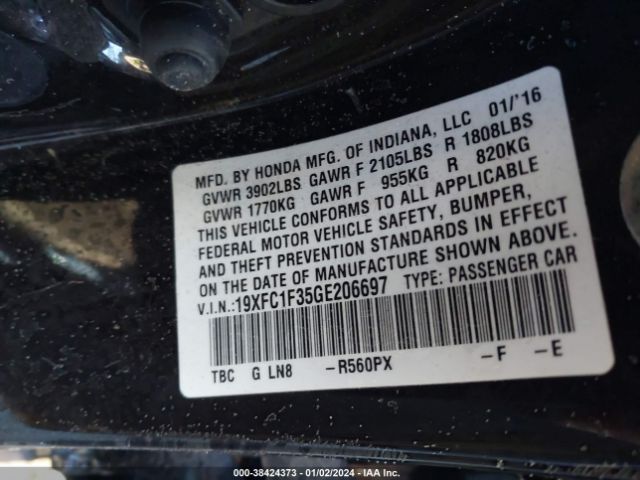 MFD. BY HONDA MFG. OF INDIANA, LLC 01/'16
GVWR 3902LBS GAWR F 2105LBS R 1808LBS
GVWR 1770KG GAWR F 955KG R 820KG
THIS VEHICLE CONFORMS TO ALL APPLICABLE
FEDERAL MOTOR VEHICLE SAFETY, BUMPER,
AND THEFT PREVENTION STANDARDS IN EFFECT
ON THE DATE OF MANUFACTURE SHOWN ABOVE.
V.I.N.:19XFC1F35GE206697 TYPE: PASSENGER CAR
TBC G LN8 -R560PX -F -E
000-38424373 - 01/02/2024 - IAA Inc.